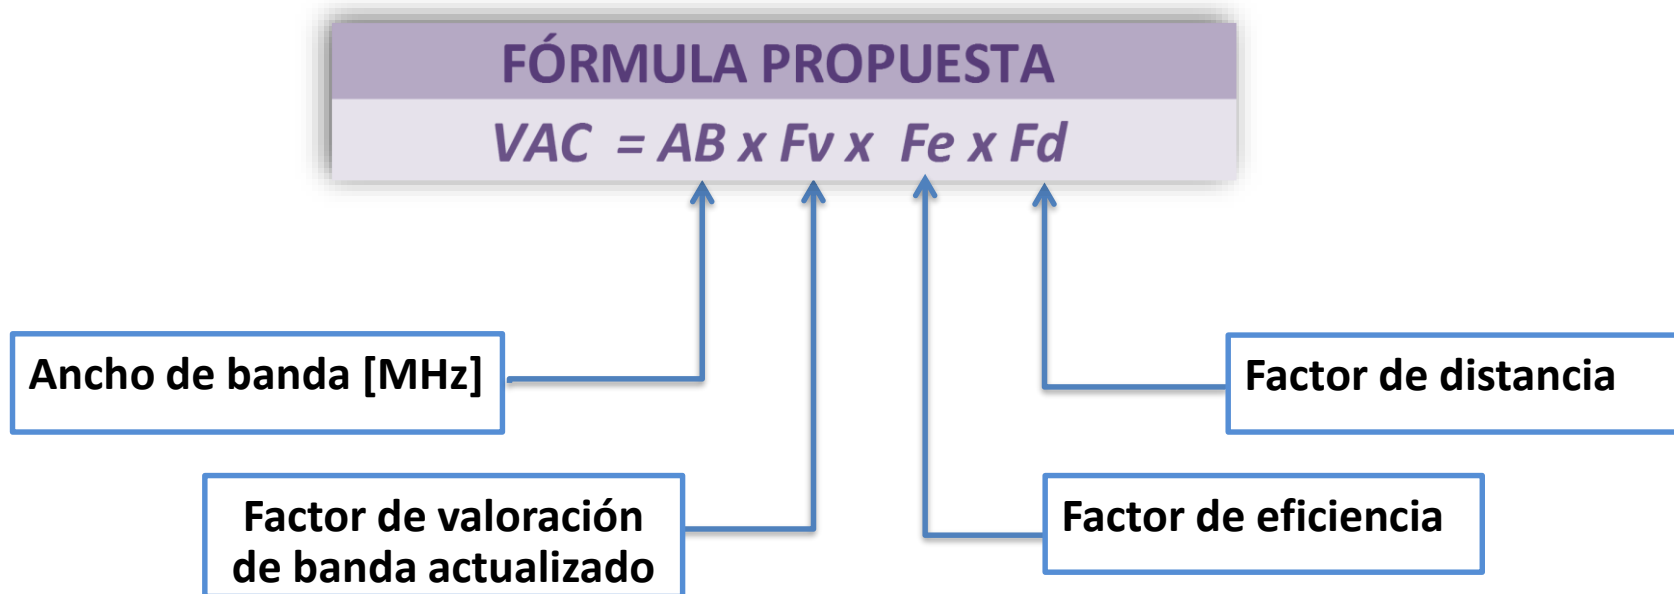 FÓRMULA PROPUESTA
VAC = AB x Fv x Fe x Fd
Ancho de banda [MHz]
Factor de distancia
Factor de valoración
de banda actualizado
Factor de eficiencia